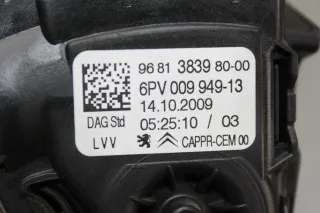 96 81 3839 80-00
6PV 009 949-13
14.10.2009
DAG Std
05:25:10 / 03
LVV
CAPPR-CEM 00